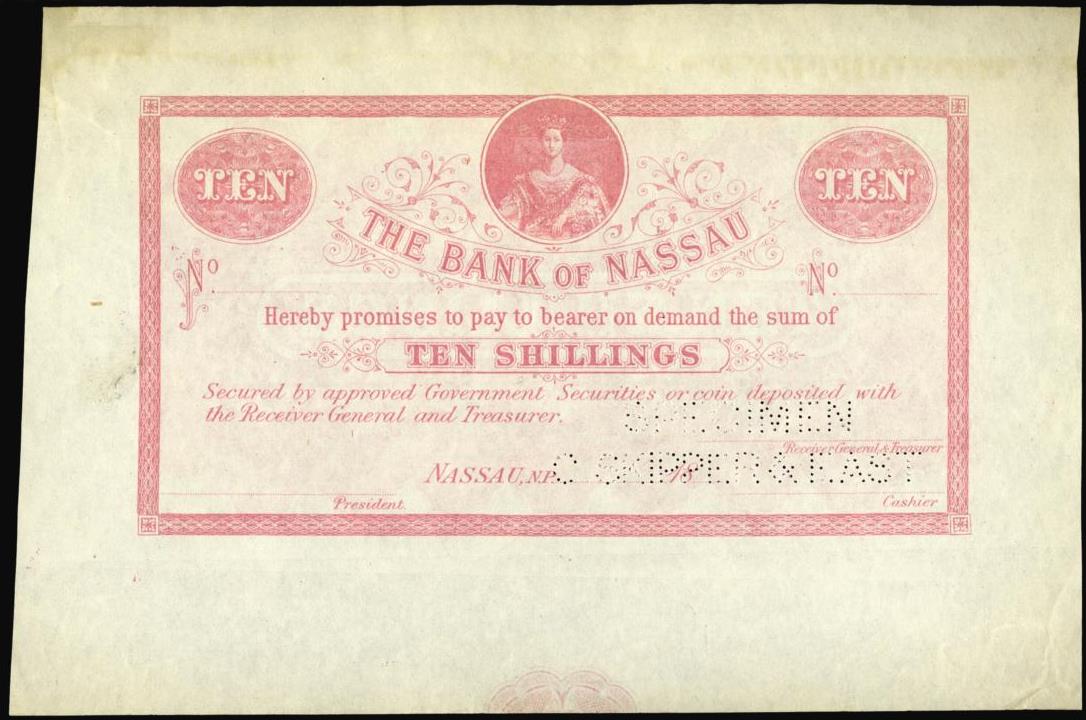 TEN
TEN
THE BANK OF NASSAU
No.
No.
Hereby promises to pay to bearer on demand the sum of
TEN SHILLINGS
Secured by approved Government Securities or coin deposited with
the Receiver General and Treasurer.
SPECIMEN
Receiver General & Treasurer
NASSAU, N.P. 18
C. SKIPPER & EAST
President.
Cashier